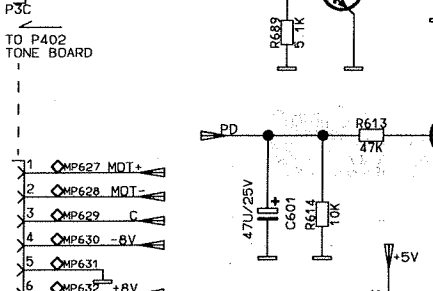 P3C
TO P402
TONE BOARD
R689
5.1K
PD
R613
47K
1
MP627 MOT+
2
MP628 MOT-
3
MP629 C
4
MP630 -8V
5
MP631
6
MP632 +8V
47U/25V
C601
R614
10K
+5V